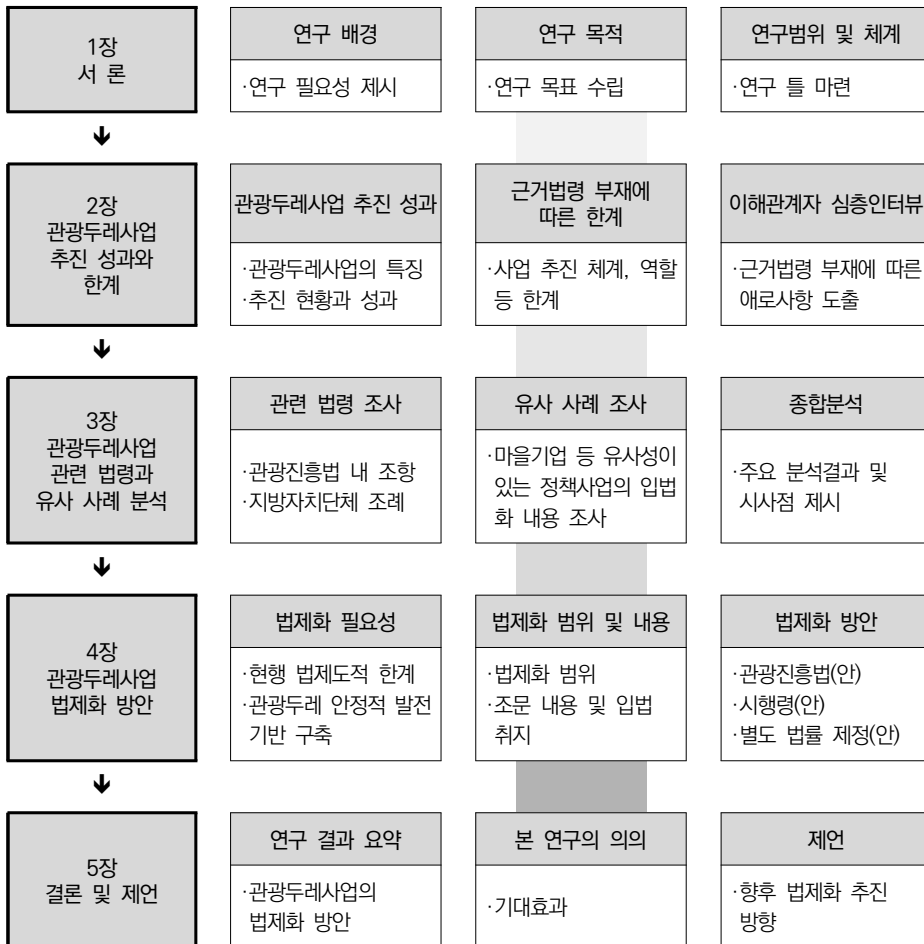 1장
서 론
연구 배경
·연구 필요성 제시
연구 목적
·연구 목표 수립
연구범위 및 체계
·연구 틀 마련
2장
관광두레사업
추진 성과와
한계
관광두레사업 추진 성과
·관광두레사업의 특징
·추진 현황과 성과
근거법령 부재에
따른 한계
·사업 추진 체계, 역할
등 한계
이해관계자 심층인터뷰
·근거법령 부재에 따른
애로사항 도출
3장
관광두레사업
관련 법령과
유사 사례 분석
관련 법령 조사
·관광진흥법 내 조항
·지방자치단체 조례
유사 사례 조사
·마을기업 등 유사성이
있는 정책사업의 입법
화 내용 조사
종합분석
·주요 분석결과 및
시사점 제시
4장
관광두레사업
법제화 방안
법제화 필요성
·현행 법제도적 한계
·관광두레 안정적 발전
기반 구축
법제화 범위 및 내용
·법제화 범위
·조문 내용 및 입법
취지
법제화 방안
·관광진흥법(안)
·시행령(안)
·별도 법률 제정(안)
5장
결론 및 제언
연구 결과 요약
·관광두레사업의
법제화 방안
본 연구의 의의
·기대효과
제언
·향후 법제화 추진
방향